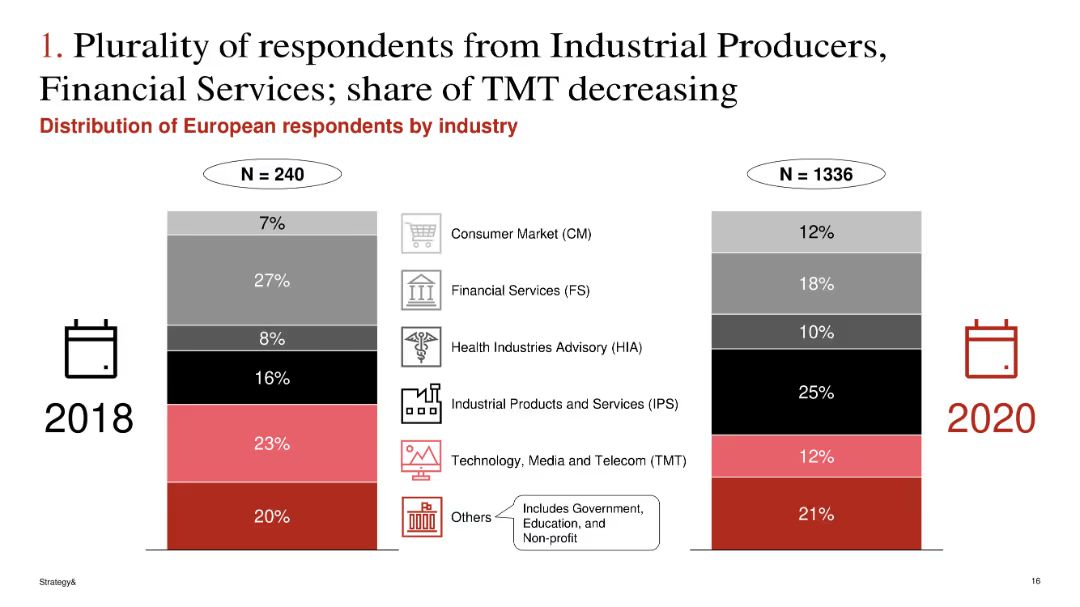 1. Plurality of respondents from Industrial Producers,
Financial Services; share of TMT decreasing
Distribution of European respondents by industry
N = 240
N = 1336
7%
27%
8%
16%
23%
20%
2018
Consumer Market (CM)
Financial Services (FS)
Health Industries Advisory (HIA)
Industrial Products and Services (IPS)
Technology, Media and Telecom (TMT)
Others
Includes Government,
Education, and
Non-profit
12%
18%
10%
25%
12%
21%
2020
Strategy&
16